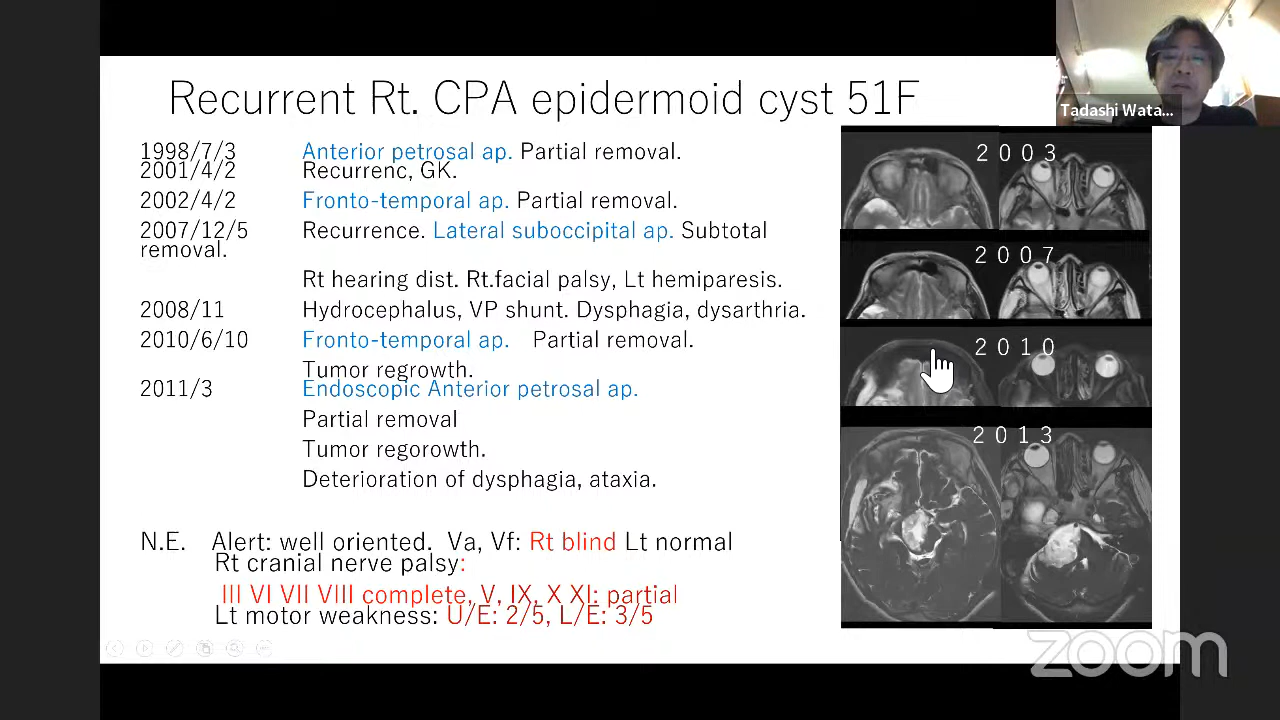 Recurrent Rt. CPA epidermoid cyst 51F
Tadashi Wata...
1998/7/3 Anterior petrosal ap. Partial removal.
2001/4/2 Recurrenc, GK.
2002/4/2 Fronto-temporal ap. Partial removal.
2007/12/5 Recurrence. Lateral suboccipital ap. Subtotal
removal.
Rt hearing dist. Rt.facial palsy, Lt hemiparesis.
2008/11 Hydrocephalus, VP shunt. Dysphagia, dysarthria.
2010/6/10 Fronto-temporal ap. Partial removal.
Tumor regrowth.
2011/3 Endoscopic Anterior petrosal ap.
Partial removal
Tumor regorowth.
Deterioration of dysphagia, ataxia.
N.E. Alert: well oriented. Va, Vf: Rt blind Lt normal
Rt cranial nerve palsy:
III VI VII VIII complete, V, IX, X XI: partial
Lt motor weakness: U/E: 2/5, L/E: 3/5
2003
2007
2010
2013
zoom